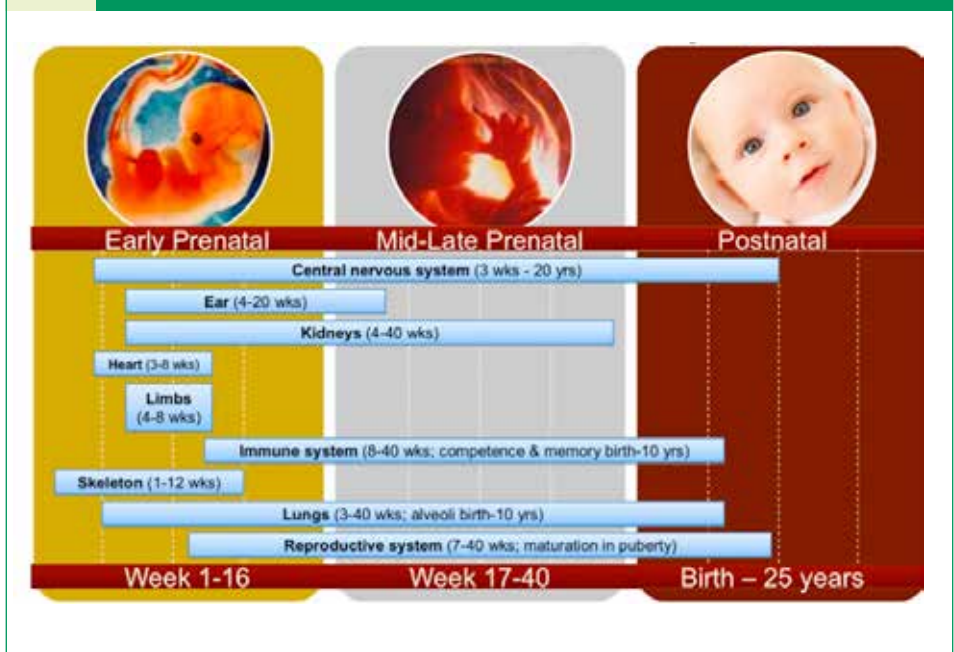 Early Prenatal
Mid-Late Prenatal
Postnatal
Central nervous system (3 wks - 20 yrs)
Ear (4-20 wks)
Kidneys (4-40 wks)
Heart (3-8 wks)
Limbs
(4-8 wks)
Immune system (8-40 wks; competence & memory birth-10 yrs)
Skeleton (1-12 wks)
Lungs (3-40 wks; alveoli birth-10 yrs)
Reproductive system (7-40 wks; maturation in puberty)
Week 1-16
Week 17-40
Birth – 25 years